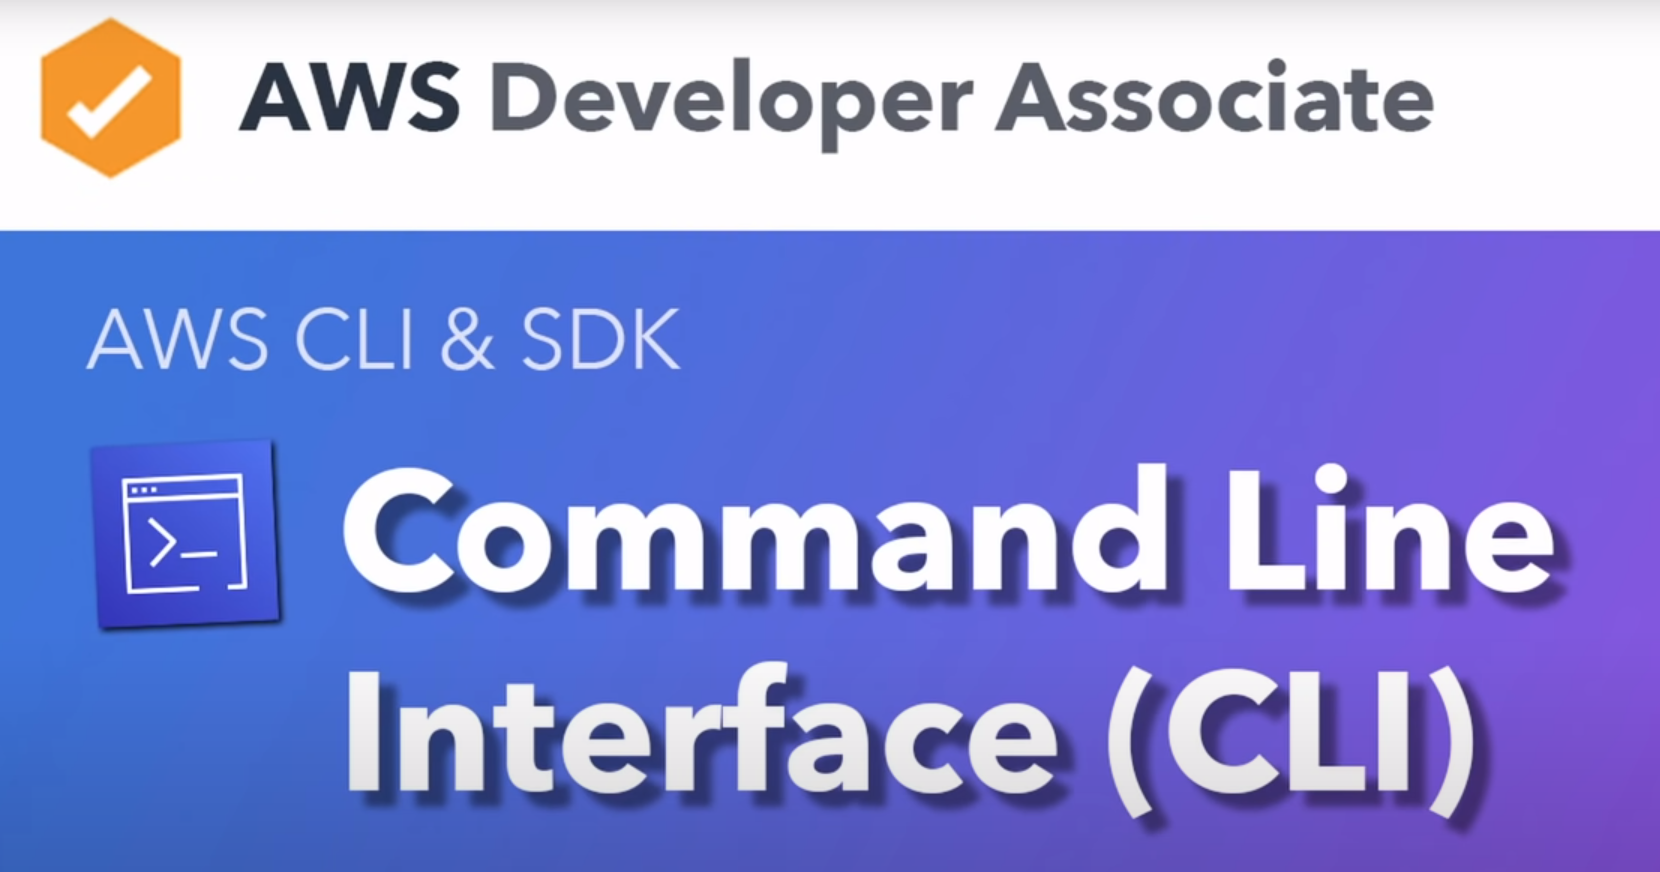 AWS Developer Associate
AWS CLI & SDK
Command Line
Interface (CLI)